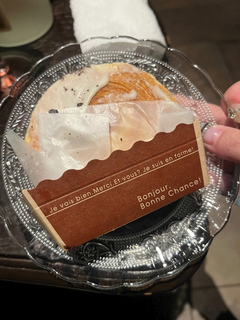 Je vais bien Merci.Et vous? Je suis en forme!
Bonjour,
Bonne Chance!